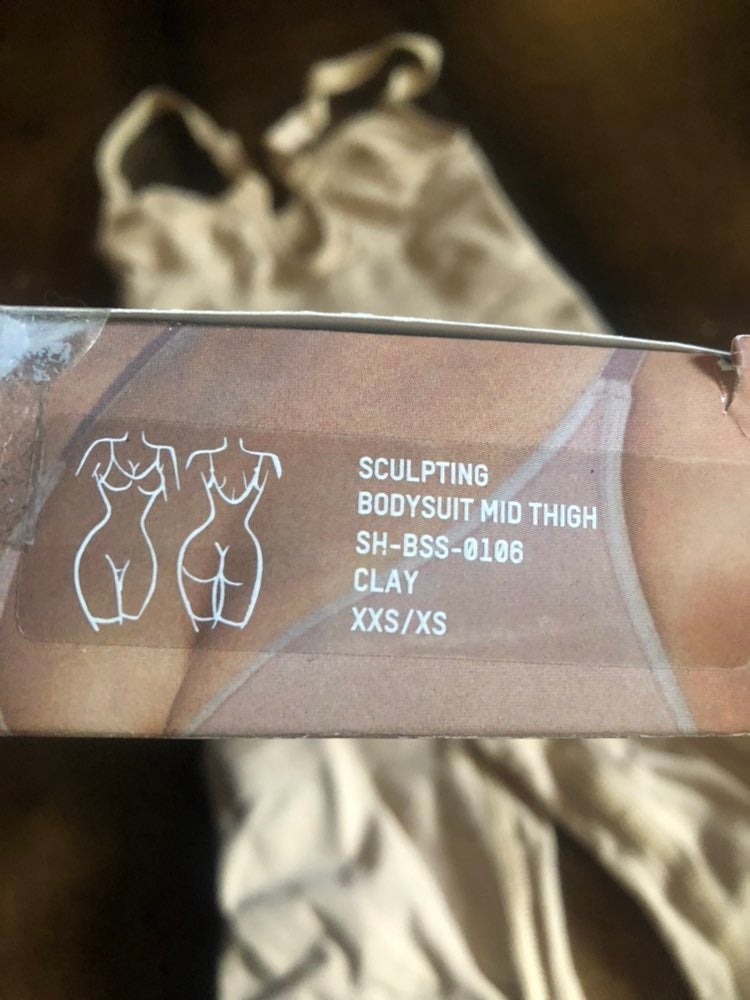 SCULPTING
BODYSUIT MID THIGH
SH-BSS-0106
CLAY
XXS/XS